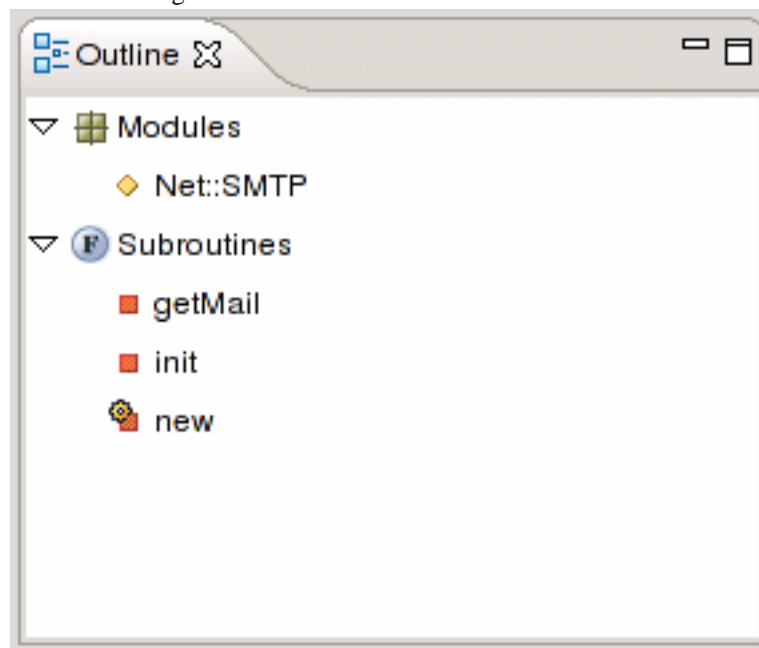 Outline
Modules
Net::SMTP
F Subroutines
getMail
init
new